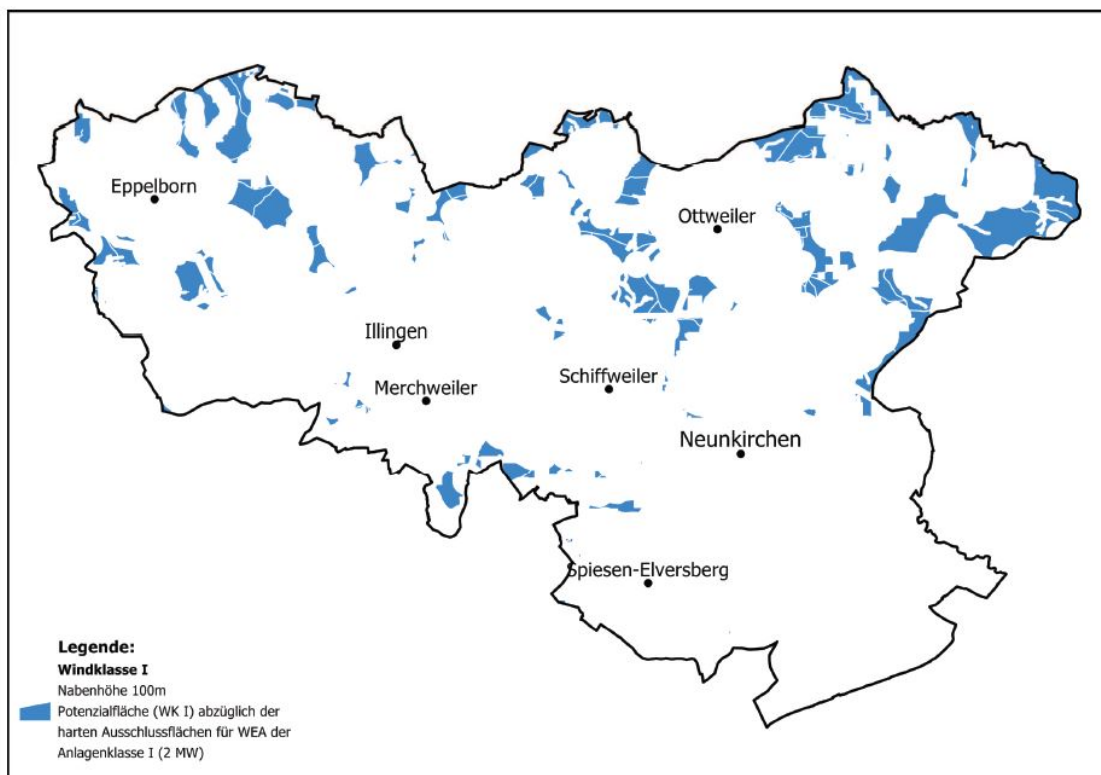 Eppelborn
Ottweiler
Illingen
Merchweiler
Schiffweiler
Neunkirchen
Spiesen-Elversberg
Legende:
Windklasse I
Nabenhöhe 100m
Potenzialfläche (WK I) abzüglich der
harten Ausschlussflächen für WEA der
Anlagenklasse I (2 MW)